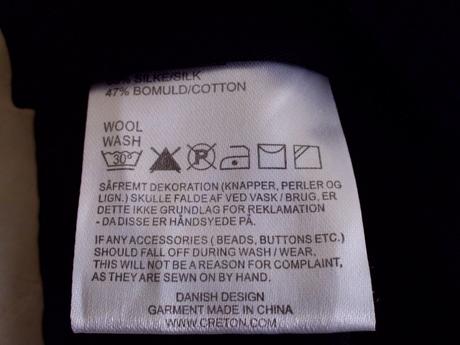 SILKE/SILK
47% BOMULD/COTTON
WOOL
WASH
30°
P
SÅFREMT DEKORATION (KNAPPER, PERLER OG
LIGN.) SKULLE FALDE AF VED VASK / BRUG, ER
DETTE IKKE GRUNDLAG FOR REKLAMATION
- DA DISSE ER HÅNDSYEDE PÅ.
IF ANY ACCESSORIES ( BEADS, BUTTONS ETC.)
SHOULD FALL OFF DURING WASH / WEAR.
THIS WILL NOT BE A REASON FOR COMPLAINT,
AS THEY ARE SEWN ON BY HAND.
DANISH DESIGN
GARMENT MADE IN CHINA
WWW.CRETON.COM